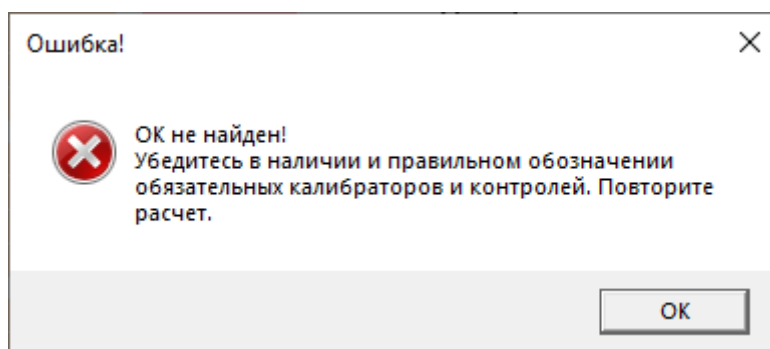 Ошибка!
ОК не найден!
Убедитесь в наличии и правильном обозначении
обязательных калибраторов и контролей. Повторите
расчет.
ОК